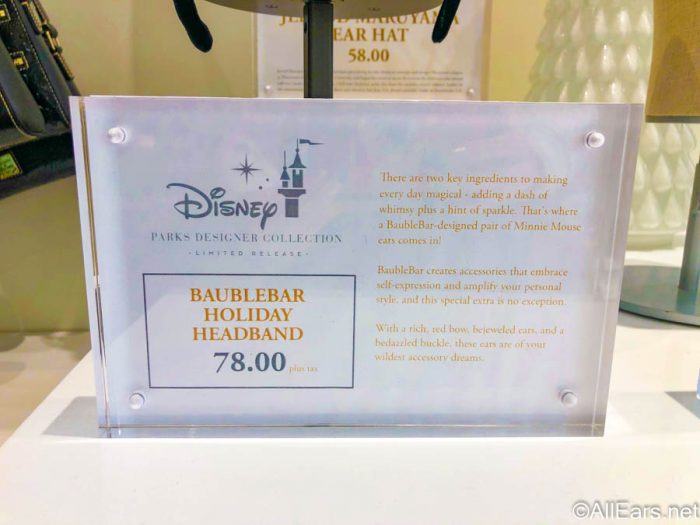 MARUYAMA
EAR HAT
58.00
Disney
PARKS DESIGNER COLLECTION
· LIMITED RELEASE ·
BAUBLEBAR
HOLIDAY
HEADBAND
78.00 plus tax
There are two key ingredients to making
every day magical - adding a dash of
whimsy plus a hint of sparkle. That's where
a BaubleBar-designed pair of Minnie Mouse
ears comes in!
BaubleBar creates accessories that embrace
self-expression and amplify your personal
style, and this special extra is no exception.
With a rich, red bow, bejeweled ears, and a
bedazzled buckle, these ears are of your
wildest accessory dreams.
©AllEars.net